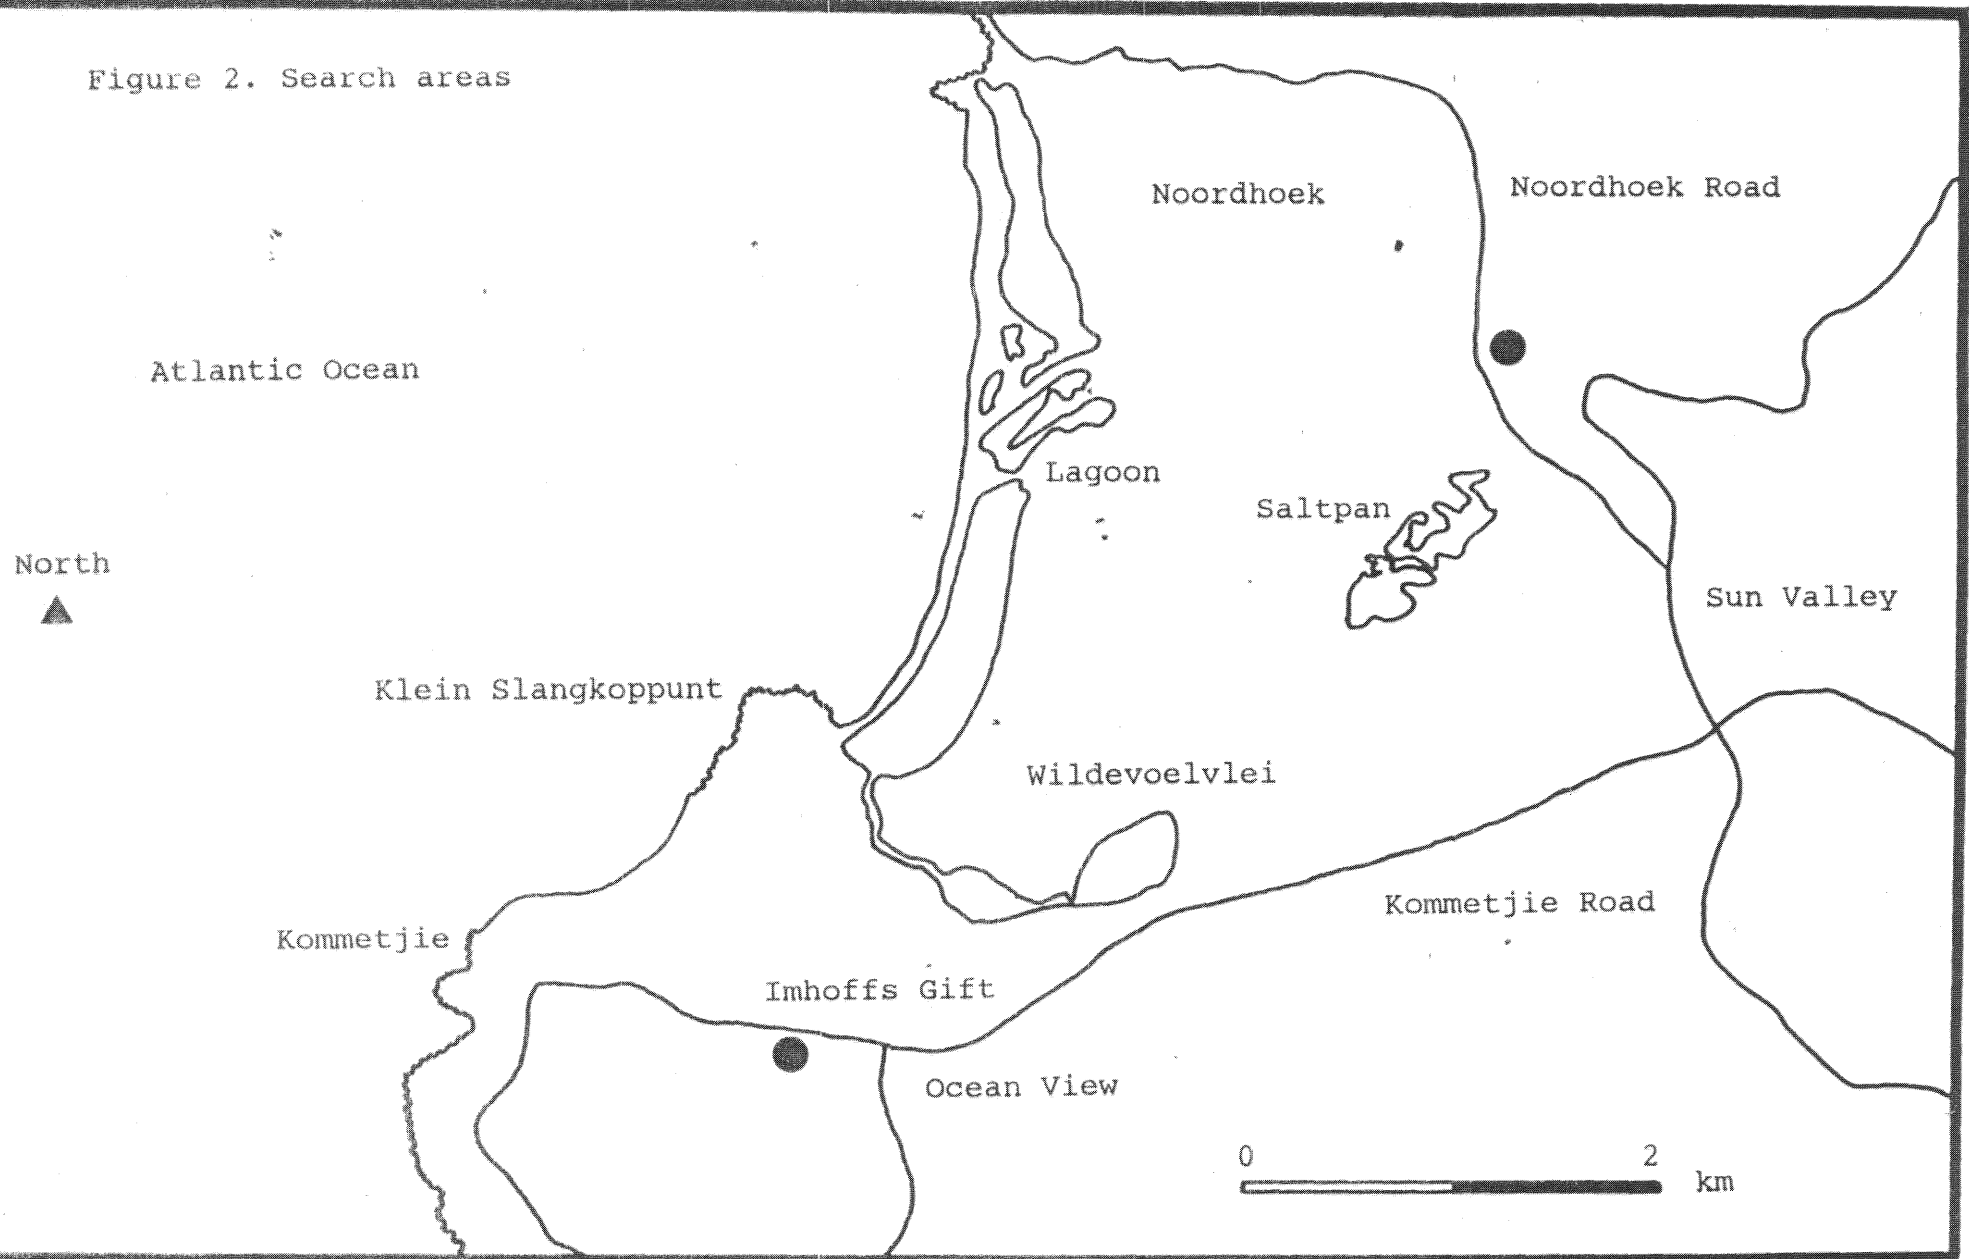 Figure 2. Search areas
Noordhoek
Noordhoek Road
Atlantic Ocean
Lagoon
Saltpan
North
Sun Valley
Klein Slangkoppunt
Wildevoelvlei
Kommetjie Road
Kommetjie
Imhoffs Gift
Ocean View
0 2
km